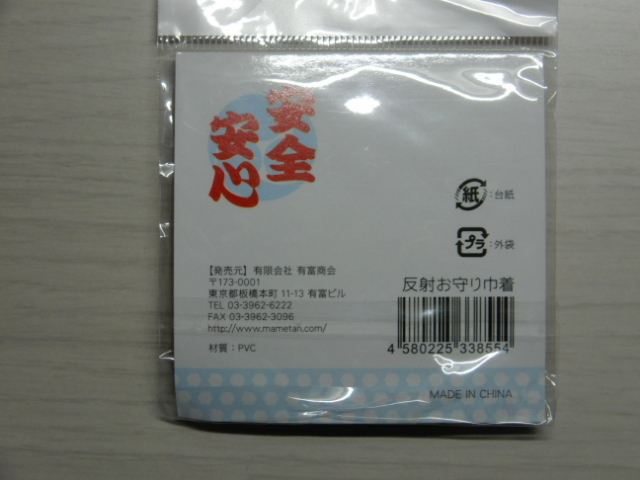 安全
安心
紙：台紙
プラ：外袋
【発売元】有限会社 有富商会
〒173-0001
東京都板橋本町 11-13 有富ビル
TEL 03-3962-6222
FAX 03-3962-3096
http://www.mametan.com/
材質：PVC
反射お守り巾着
4 580225 338554
MADE IN CHINA